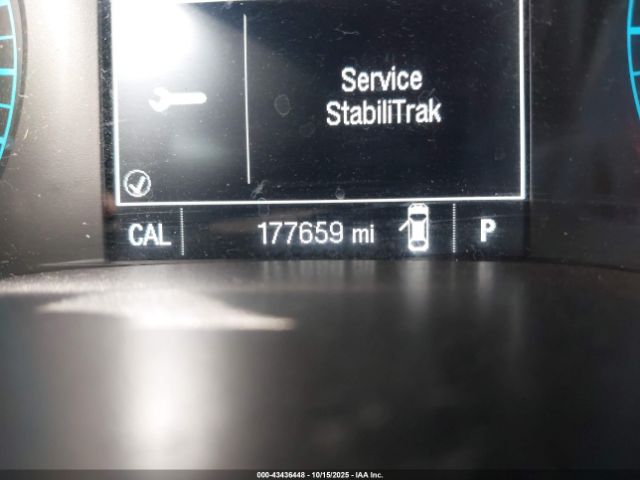 Service
StabiliTrak
CAL 177659 mi P
000-43436448 - 10/15/2025 - IAA Inc.